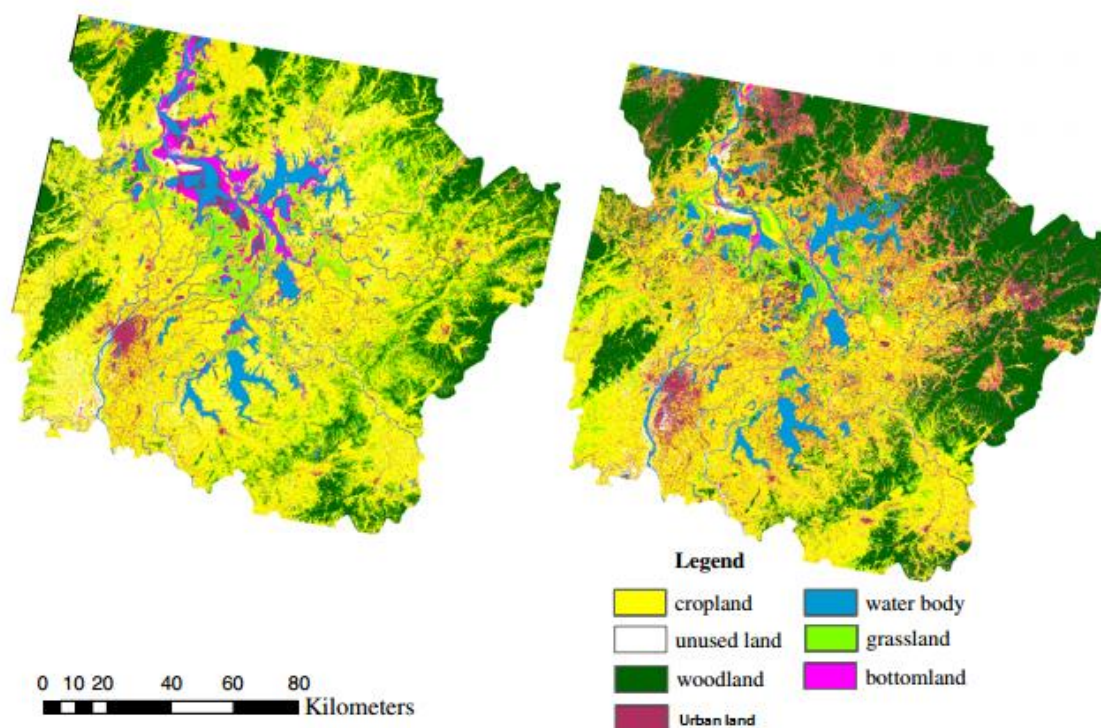 Legend
cropland
water body
unused land
grassland
woodland
bottomland
Urban land
0 10 20 40 60 80
Kilometers